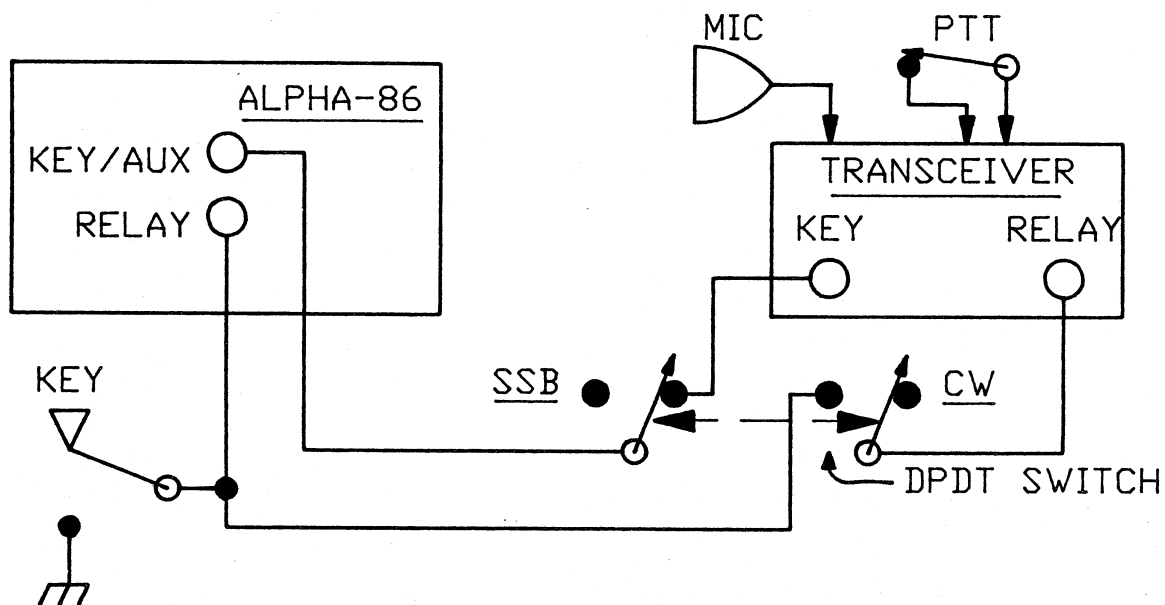 MIC
PTT
ALPHA-86
KEY/AUX
RELAY
TRANSCEIVER
KEY
RELAY
KEY
SSB
CW
DPDT SWITCH